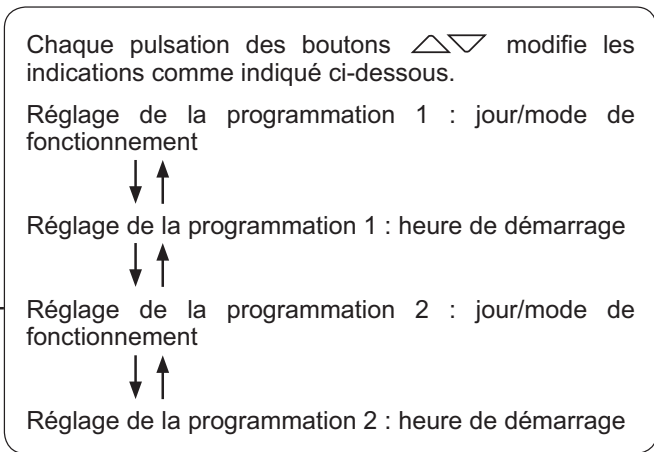 Chaque pulsation des boutons △▽ modifie les
indications comme indiqué ci-dessous.
Réglage de la programmation 1 : jour/mode de
fonctionnement
Réglage de la programmation 1 : heure de démarrage
Réglage de la programmation 2 : jour/mode de
fonctionnement
Réglage de la programmation 2 : heure de démarrage